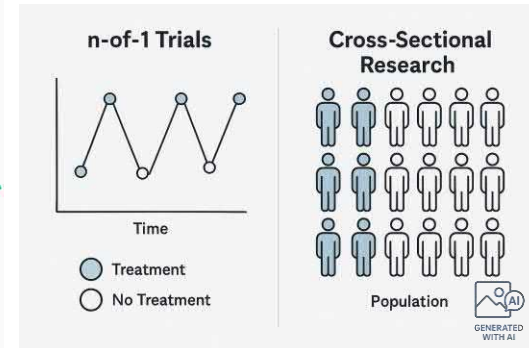 n-of-1 Trials
Time
Treatment
No Treatment
Cross-Sectional
Research
Population
AI
GENERATED
WITH AI